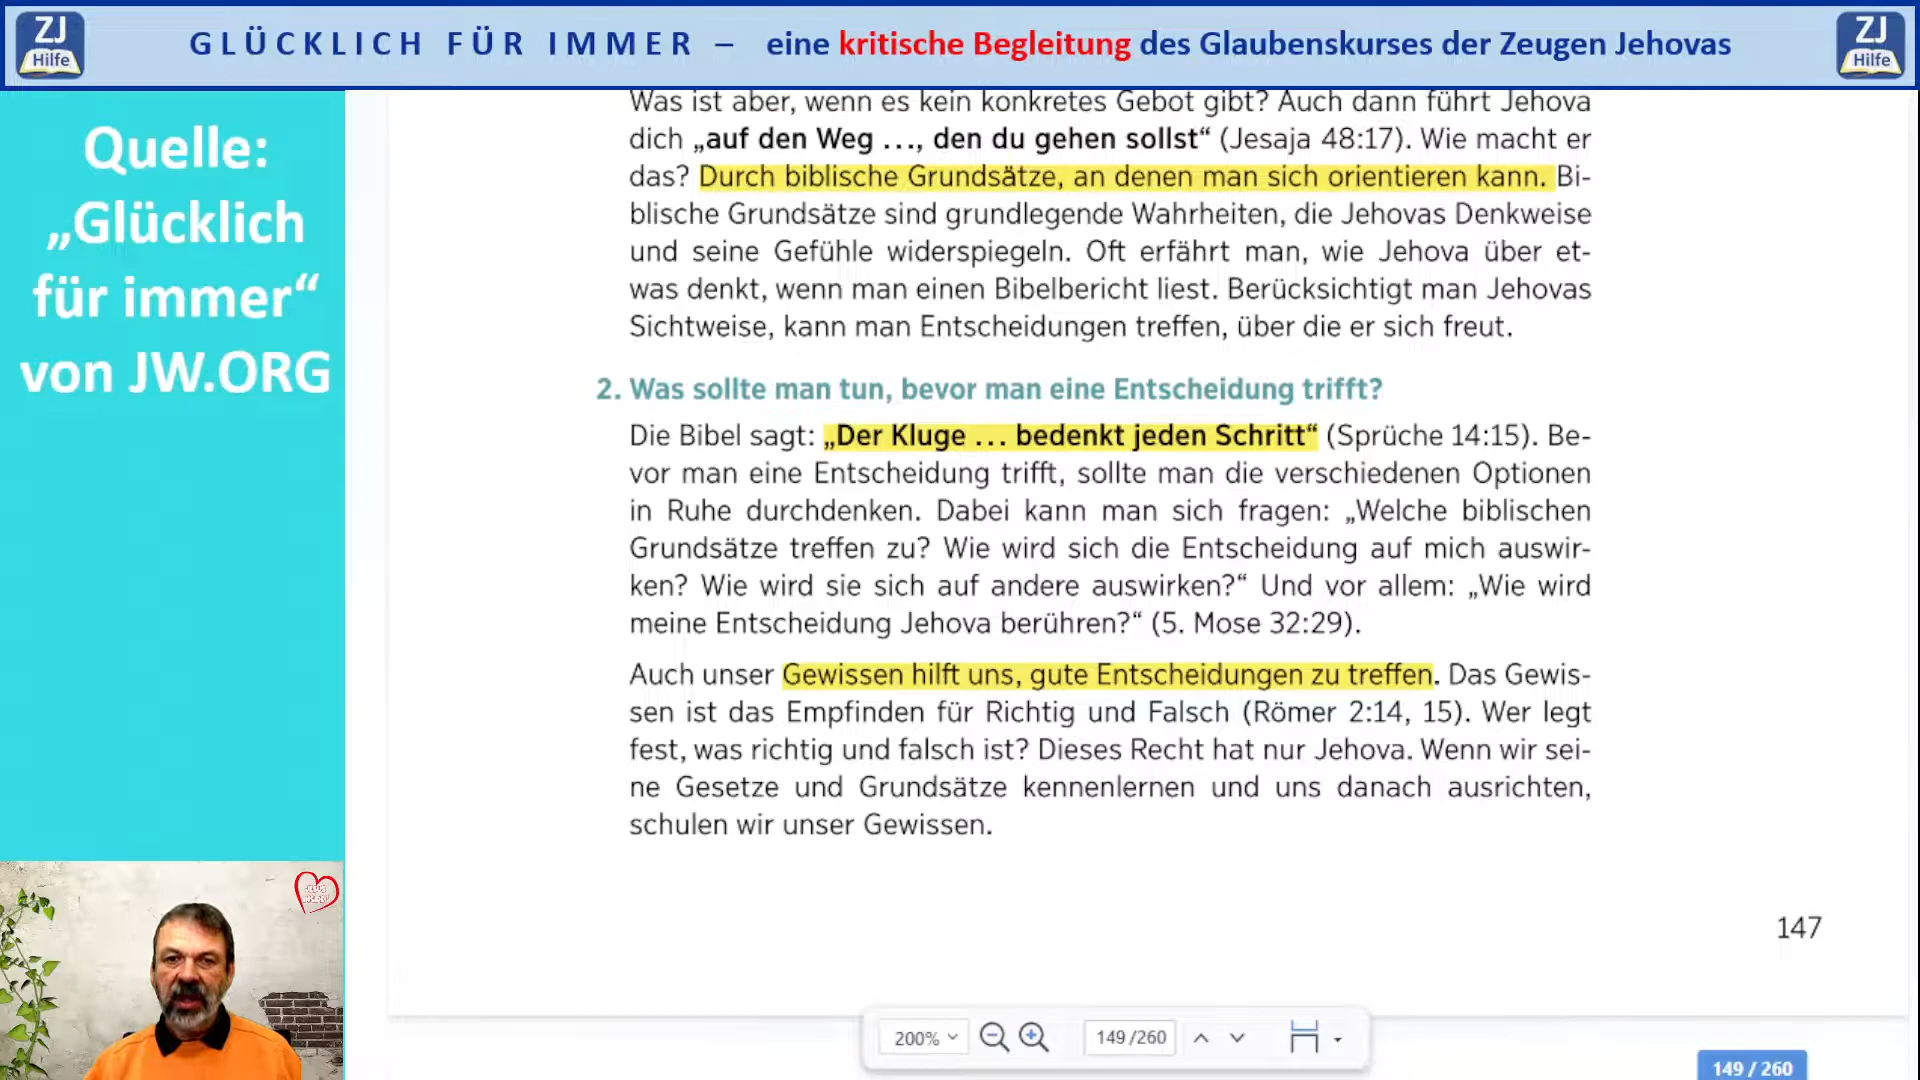 ZJ
Hilfe
GLÜCKLICH FÜR IMMER – eine kritische Begleitung des Glaubenskurses der Zeugen Jehovas
ZJ
Hilfe
Quelle:
„Glücklich
für immer“
von JW.ORG
Was ist aber, wenn es kein konkretes Gebot gibt? Auch dann führt Jehova
dich „auf den Weg ..., den du gehen sollst“ (Jesaja 48:17). Wie macht er
das? Durch biblische Grundsätze, an denen man sich orientieren kann. Bi-
blische Grundsätze sind grundlegende Wahrheiten, die Jehovas Denkweise
und seine Gefühle widerspiegeln. Oft erfährt man, wie Jehova über et-
was denkt, wenn man einen Bibelbericht liest. Berücksichtigt man Jehovas
Sichtweise, kann man Entscheidungen treffen, über die er sich freut.
2. Was sollte man tun, bevor man eine Entscheidung trifft?
Die Bibel sagt: „Der Kluge ... bedenkt jeden Schritt“ (Sprüche 14:15). Be-
vor man eine Entscheidung trifft, sollte man die verschiedenen Optionen
in Ruhe durchdenken. Dabei kann man sich fragen: „Welche biblischen
Grundsätze treffen zu? Wie wird sich die Entscheidung auf mich auswir-
ken? Wie wird sie sich auf andere auswirken?“ Und vor allem: „Wie wird
meine Entscheidung Jehova berühren?“ (5. Mose 32:29).
Auch unser Gewissen hilft uns, gute Entscheidungen zu treffen. Das Gewis-
sen ist das Empfinden für Richtig und Falsch (Römer 2:14, 15). Wer legt
fest, was richtig und falsch ist? Dieses Recht hat nur Jehova. Wenn wir sei-
ne Gesetze und Grundsätze kennenlernen und uns danach ausrichten,
schulen wir unser Gewissen.
147
200%
149/260
149 / 260